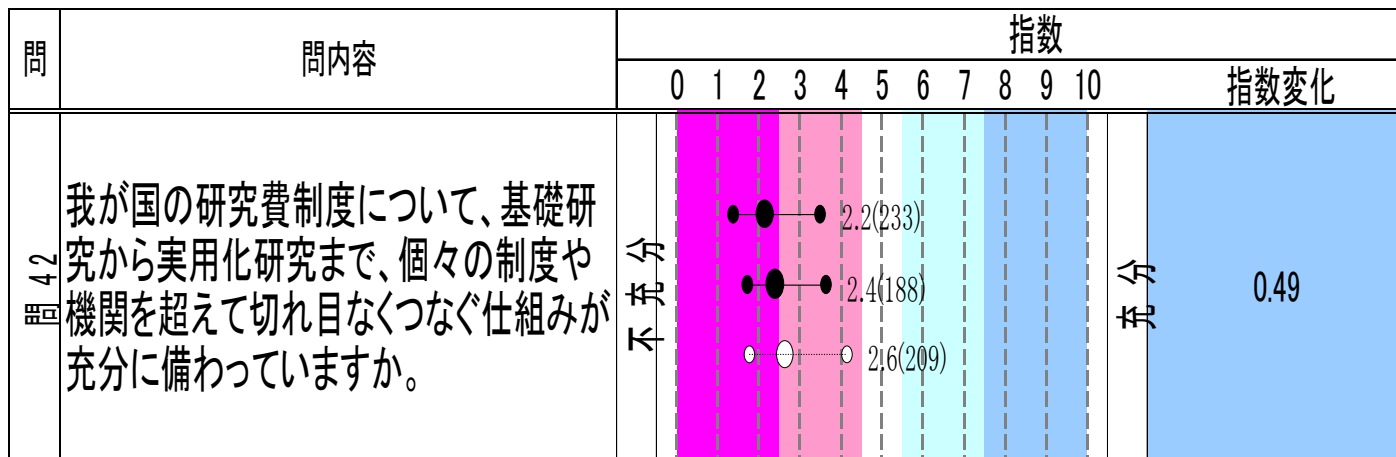 問
問内容
指数
0 1 2 3 4 5 6 7 8 9 10
指数変化
問42
我が国の研究費制度について、基礎研
究から実用化研究まで、個々の制度や
機関を超えて切れ目なくつなぐ仕組みが
充分に備わっていますか。
不充分
2.2(233)
2.4(188)
2.6(209)
充分
0.49